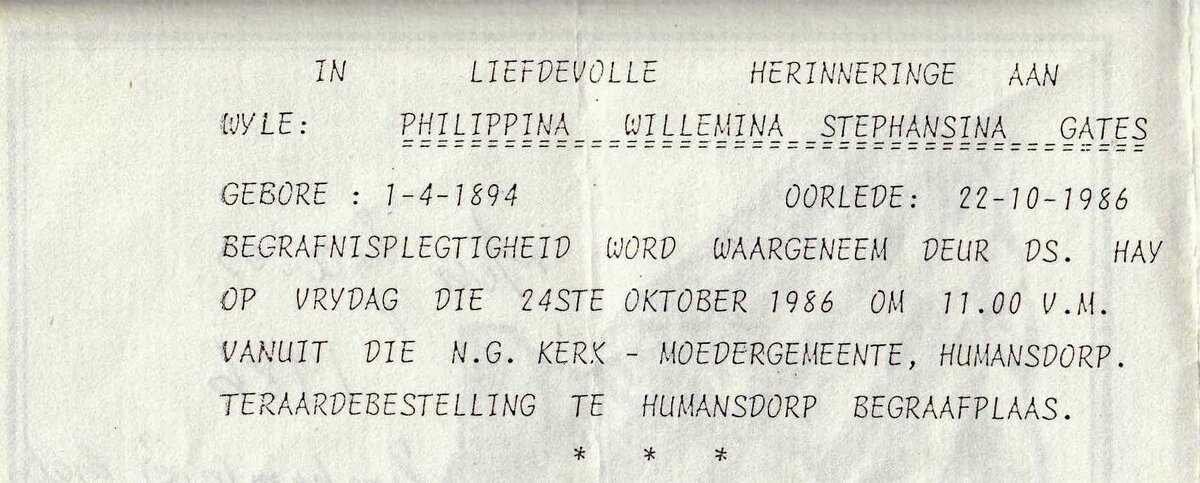 IN LIEFDEVOLLE HERINNERINGE AAN
WYLE: PHILIPPINA WILLEMINA STEPHANSINA GATES
GEBORE : 1-4-1894 OORLEDE: 22-10-1986
BEGRAFNISPLEGTIGHEID WORD WAARGENEEM DEUR DS. HAY
OP VRYDAG DIE 24STE OKTOBER 1986 OM 11.00 V.M.
VANUIT DIE N.G. KERK - MOEDERGEMEENTE, HUMANSDORP.
TERAARDEBESTELLING TE HUMANSDORP BEGRAAFPLAAS.
* * *